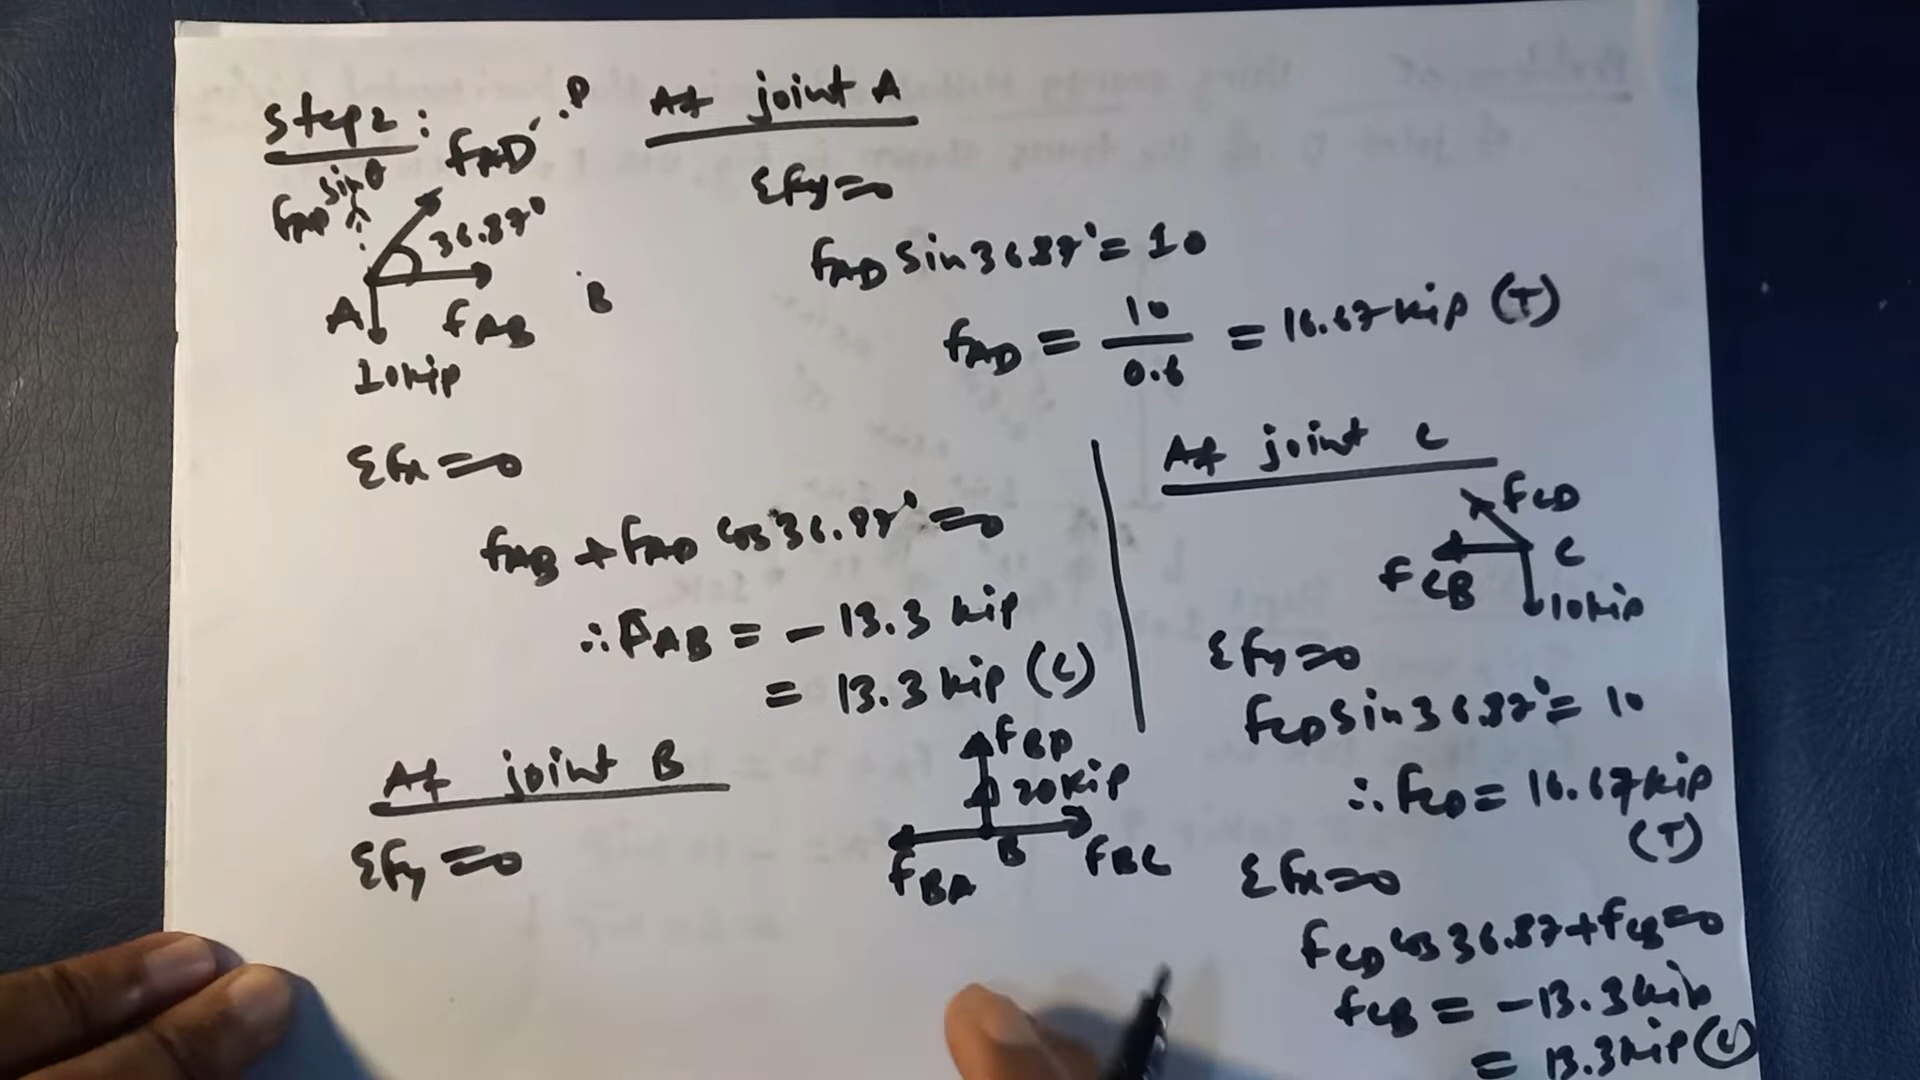 Step 2:
At joint A
FAD
FAD sinθ
36.87°
A
FAB
10 kip
B
ΣFy=0
FAD sin 36.87° = 10
FAD = 10 / 0.6 = 16.67 kip (T)
ΣFx=0
FAB + FAD cos 36.87° = 0
∴ FAB = -13.3 kip
= 13.3 kip (C)
At joint B
ΣFy=0
FBD
20 kip
B
FBA
FBC
At joint C
FCD
C
FCB
10 kip
ΣFy=0
FCD sin 36.87° = 10
∴ FCD = 16.67 kip
(T)
ΣFx=0
FCD cos 36.87 + FCB = 0
FCB = -13.3 kip
= 13.3 kip (C)